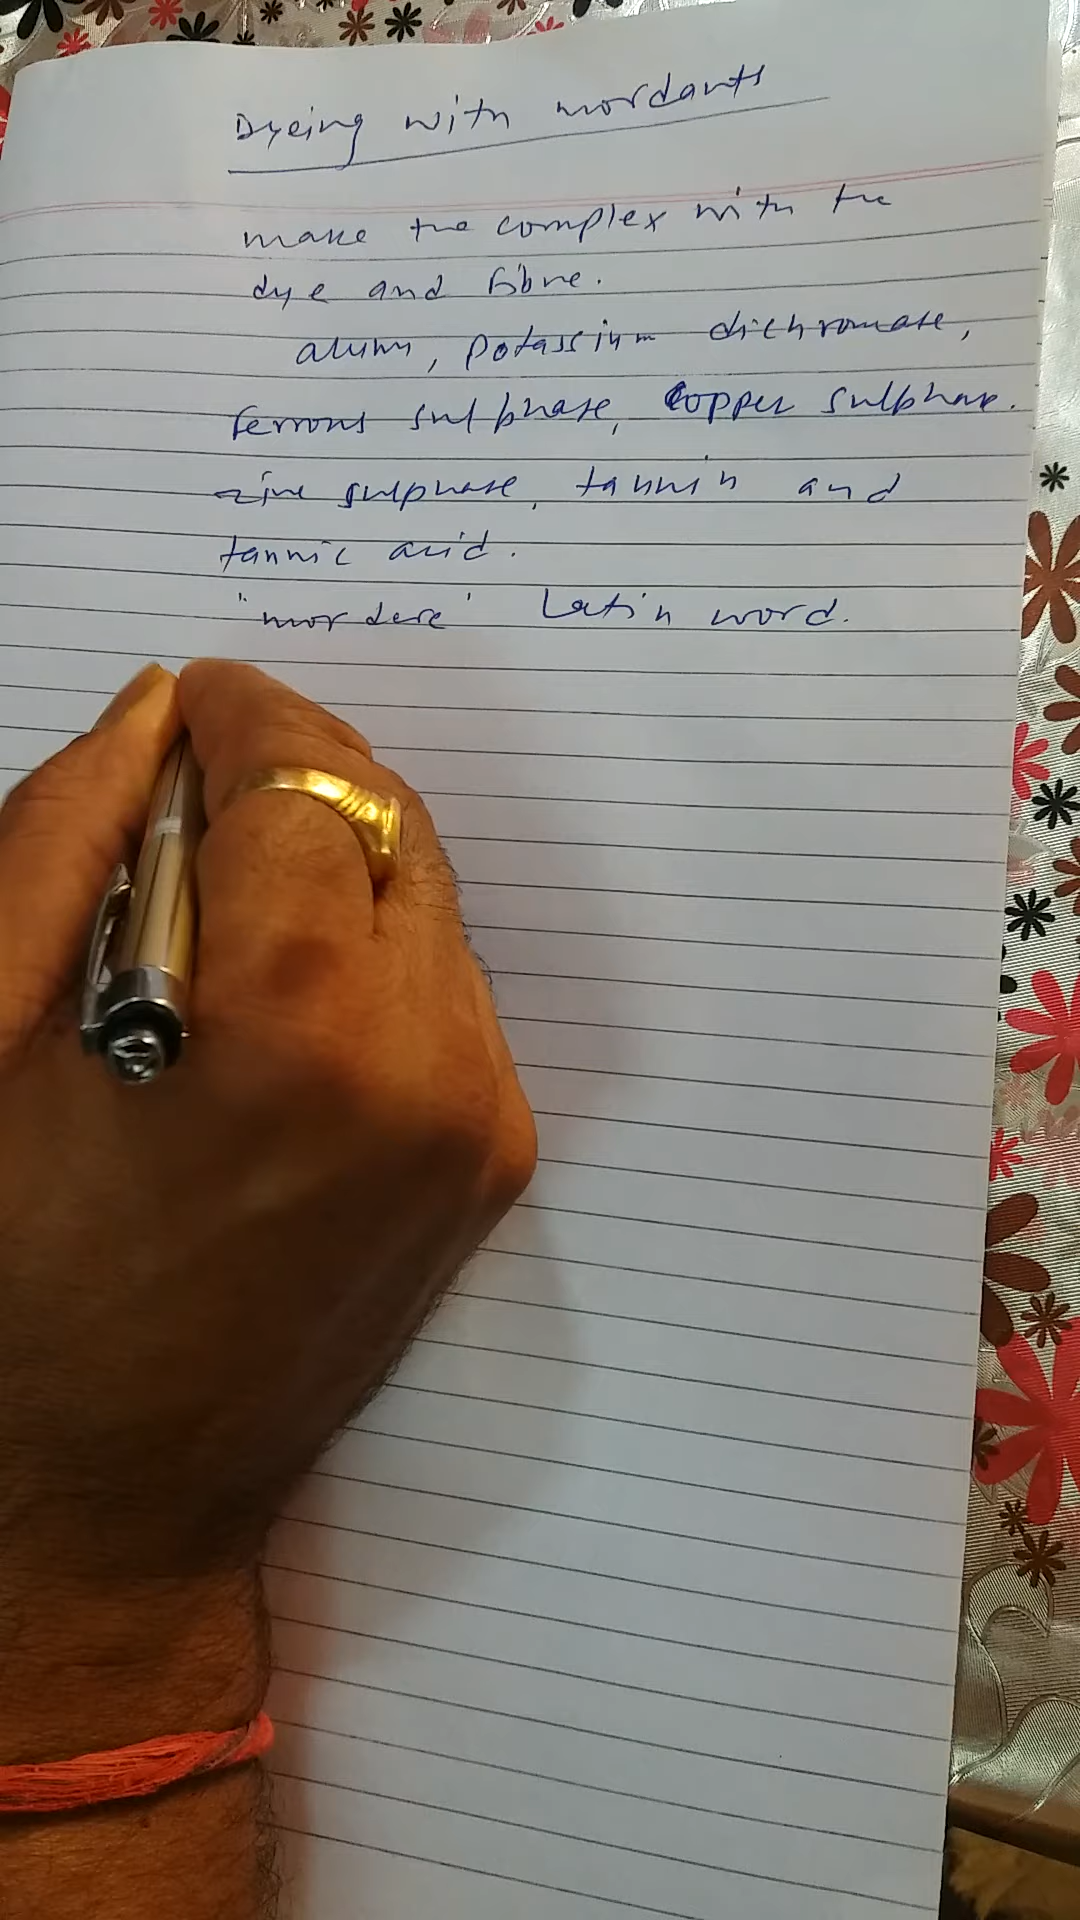 Dyeing with mordants
make the complex with the
dye and fibre.
alum, potassium dichromate,
ferrous sulphate, copper sulphate.
zinc sulphate, tannin and
tannic acid.
"mordere" Latin word.